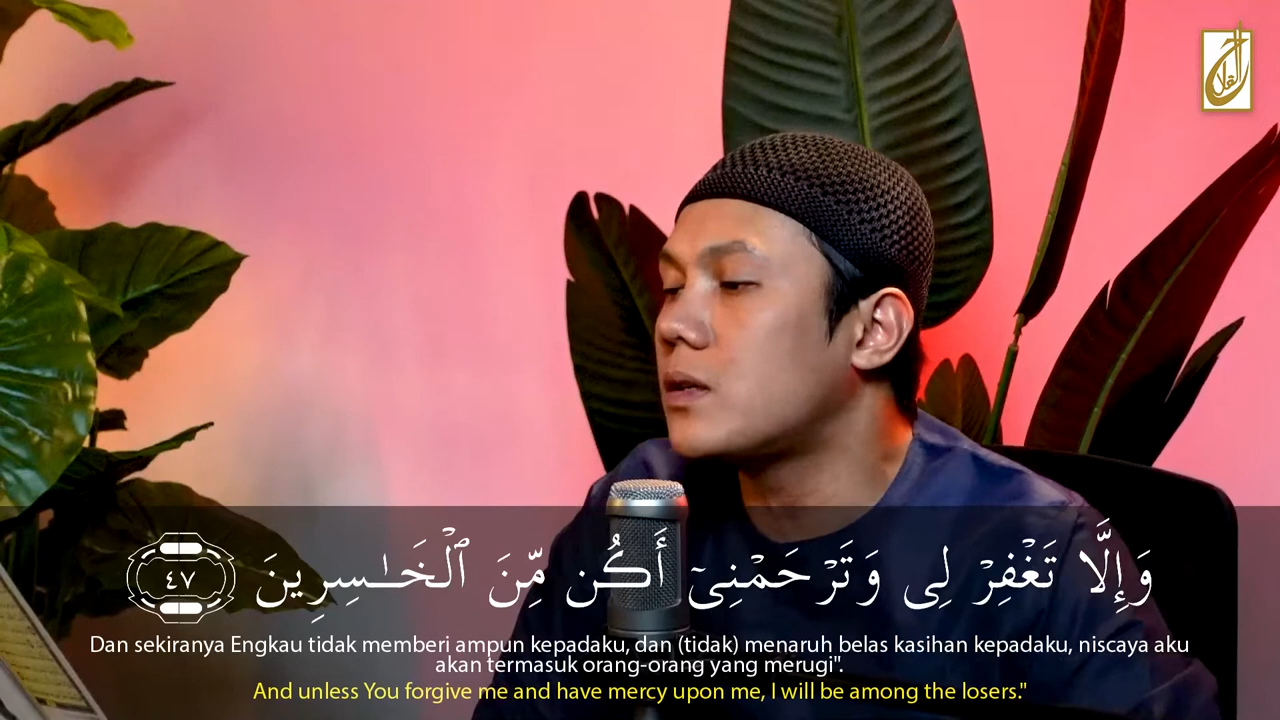 وَإِلَّا تَغْفِرْ لِى وَتَرْحَمْنِىٓ أَكُن مِّنَ ٱلْخَـٰسِرِينَ ٤٧
Dan sekiranya Engkau tidak memberi ampun kepadaku, dan (tidak) menaruh belas kasihan kepadaku, niscaya aku
akan termasuk orang-orang yang merugi".
And unless You forgive me and have mercy upon me, I will be among the losers."